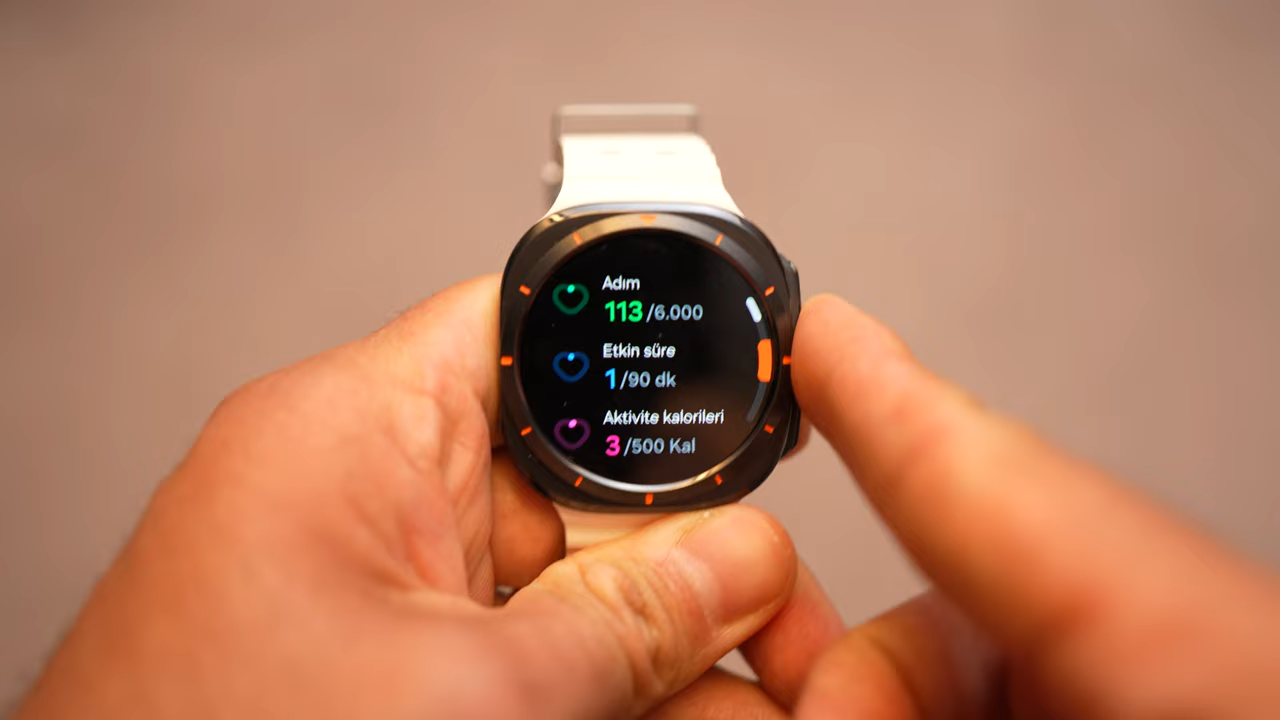 Adım
113 /6.000
Etkin süre
1 /90 dk
Aktivite kalorileri
3 /500 Kal